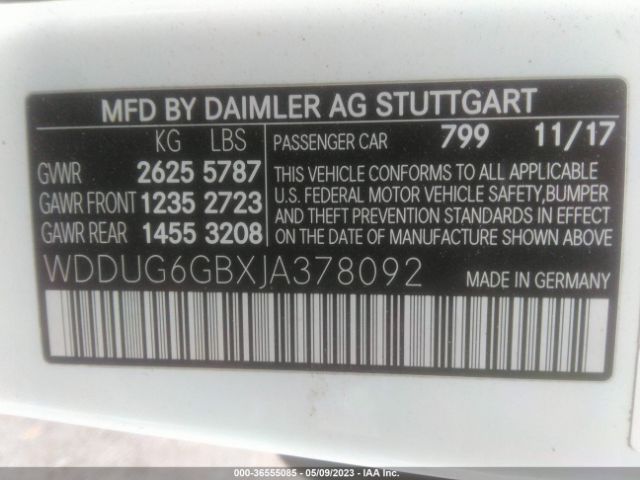 MFD BY DAIMLER AG STUTTGART
KG LBS
GVWR 2625 5787
GAWR FRONT 1235 2723
GAWR REAR 1455 3208
PASSENGER CAR 799 11/17
THIS VEHICLE CONFORMS TO ALL APPLICABLE
U.S. FEDERAL MOTOR VEHICLE SAFETY,BUMPER
AND THEFT PREVENTION STANDARDS IN EFFECT
ON THE DATE OF MANUFACTURE SHOWN ABOVE
WDDUG6GBXJA378092
MADE IN GERMANY
000-36555085 - 05/09/2023 - IAA Inc.